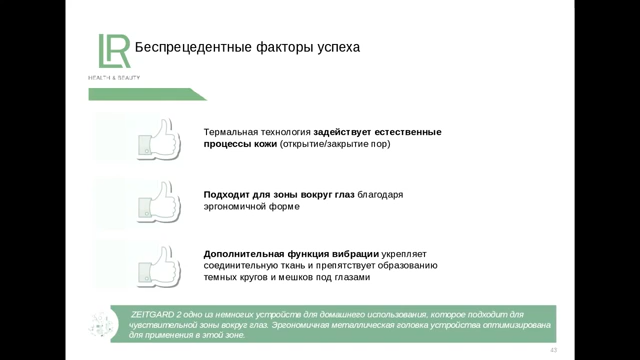 LR
Беспрецедентные факторы успеха
HEALTH & BEAUTY
Термальная технология задействует естественные
процессы кожи (открытие/закрытие пор)
Подходит для зоны вокруг глаз благодаря
эргономичной форме
Дополнительная функция вибрации укрепляет
соединительную ткань и препятствует образованию
темных кругов и мешков под глазами
ZEITGARD 2 одно из немногих устройств для домашнего использования, которое подходит для
чувствительной зоны вокруг глаз. Эргономичная металлическая головка устройства оптимизирована
для применения в этой зоне.
43